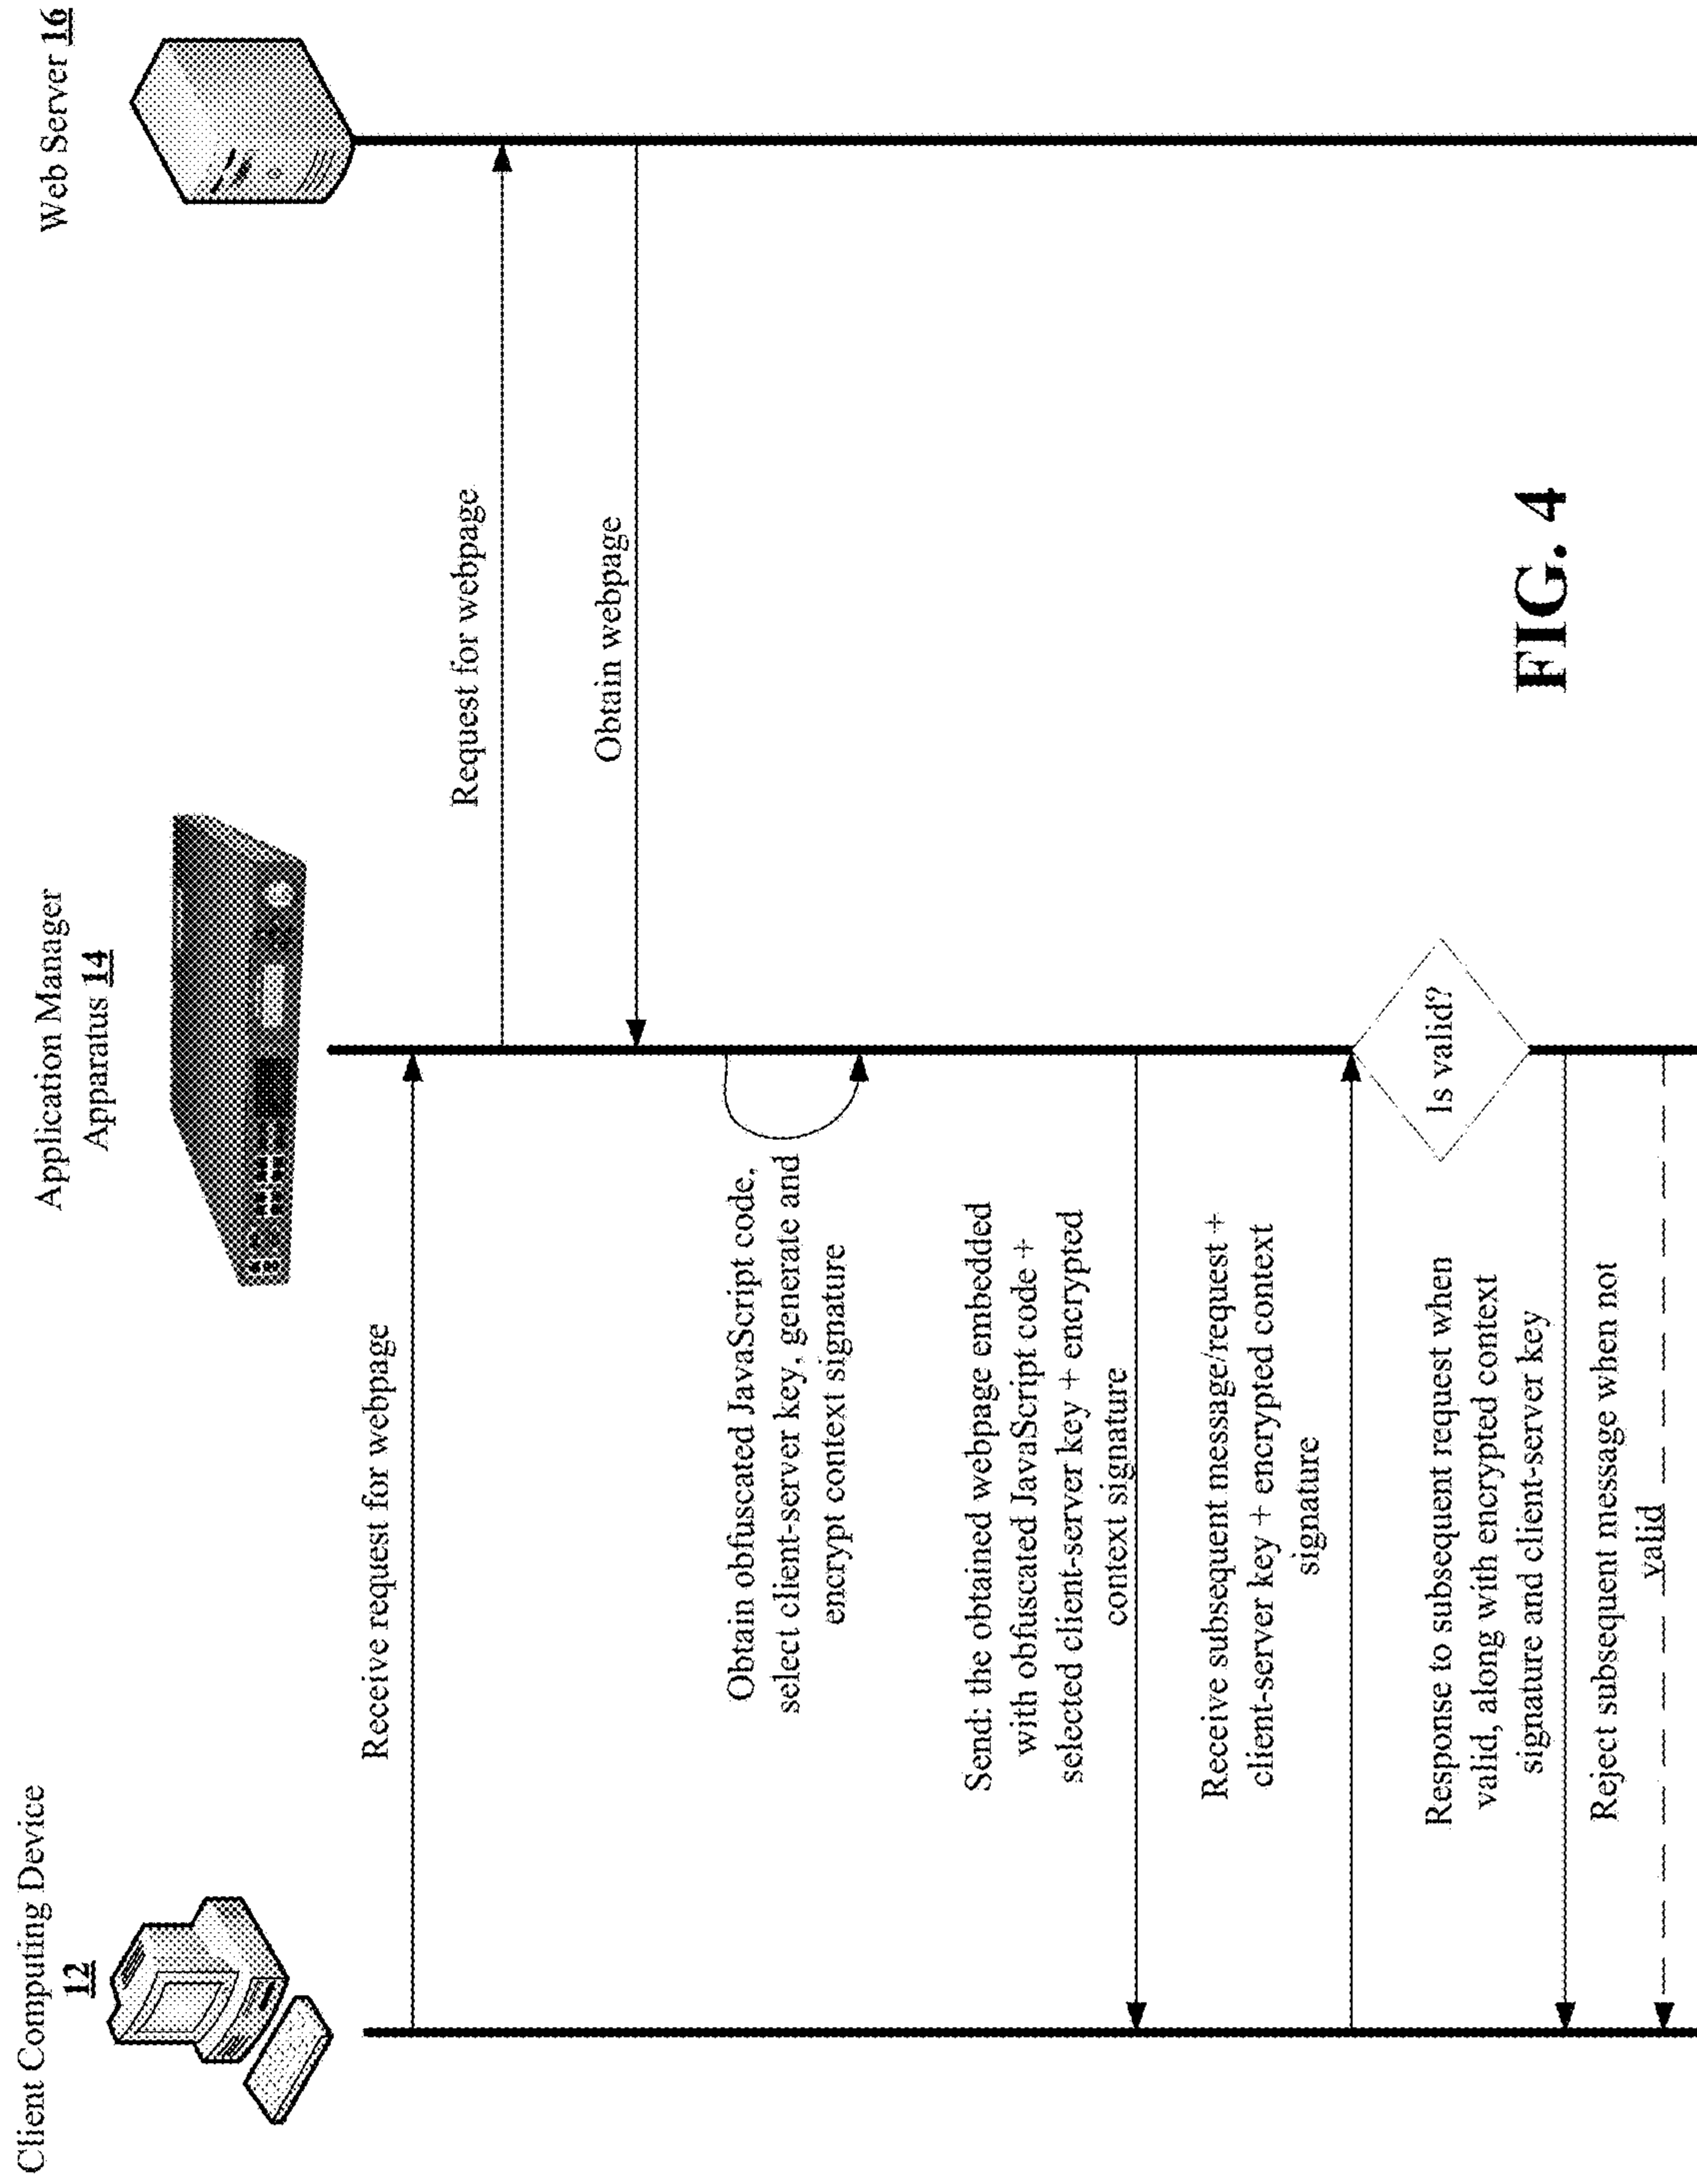 Client Computing Device
12
Application Manager
Apparatus 14
Web Server 16
Receive request for webpage
Request for webpage
Obtain webpage
Obtain obfuscated JavaScript code,
select client-server key, generate and
encrypt context signature
Send: the obtained webpage embedded
with obfuscated JavaScript code +
selected client-server key + encrypted
context signature
Receive subsequent message/request +
client-server key + encrypted context
signature
Is valid?
Response to subsequent request when
valid, along with encrypted context
signature and client-server key
Reject subsequent message when not
valid
FIG. 4